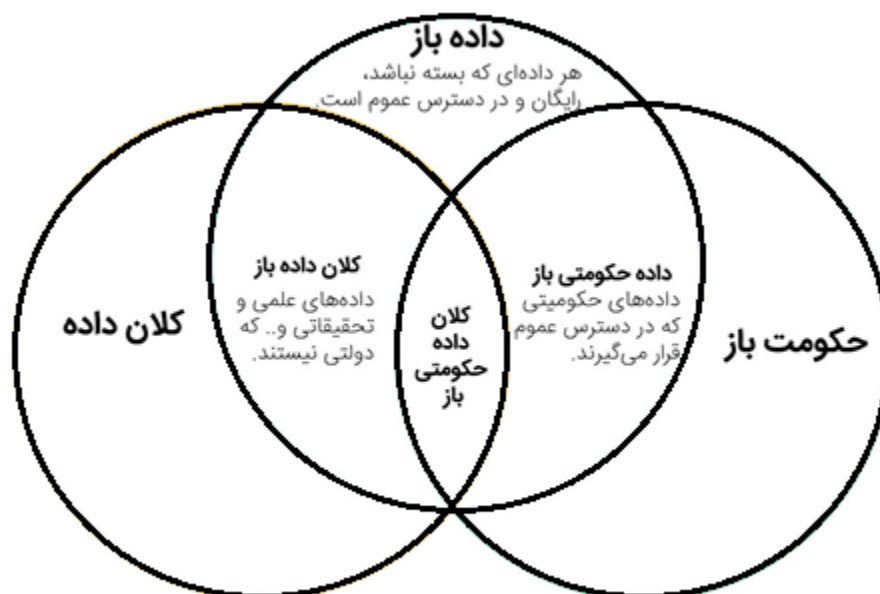 داده باز
هر داده‌ای که بسته نباشد،
رایگان و در دسترس عموم است.
کلان داده
کلان داده باز
داده‌های علمی و
تحقیقاتی و.. که
دولتی نیستند.
کلان
داده
حکومتی
باز
داده حکومتی باز
داده‌های حکومیتی
که در دسترس عموم
قرار می‌گیرند.
حکومت باز